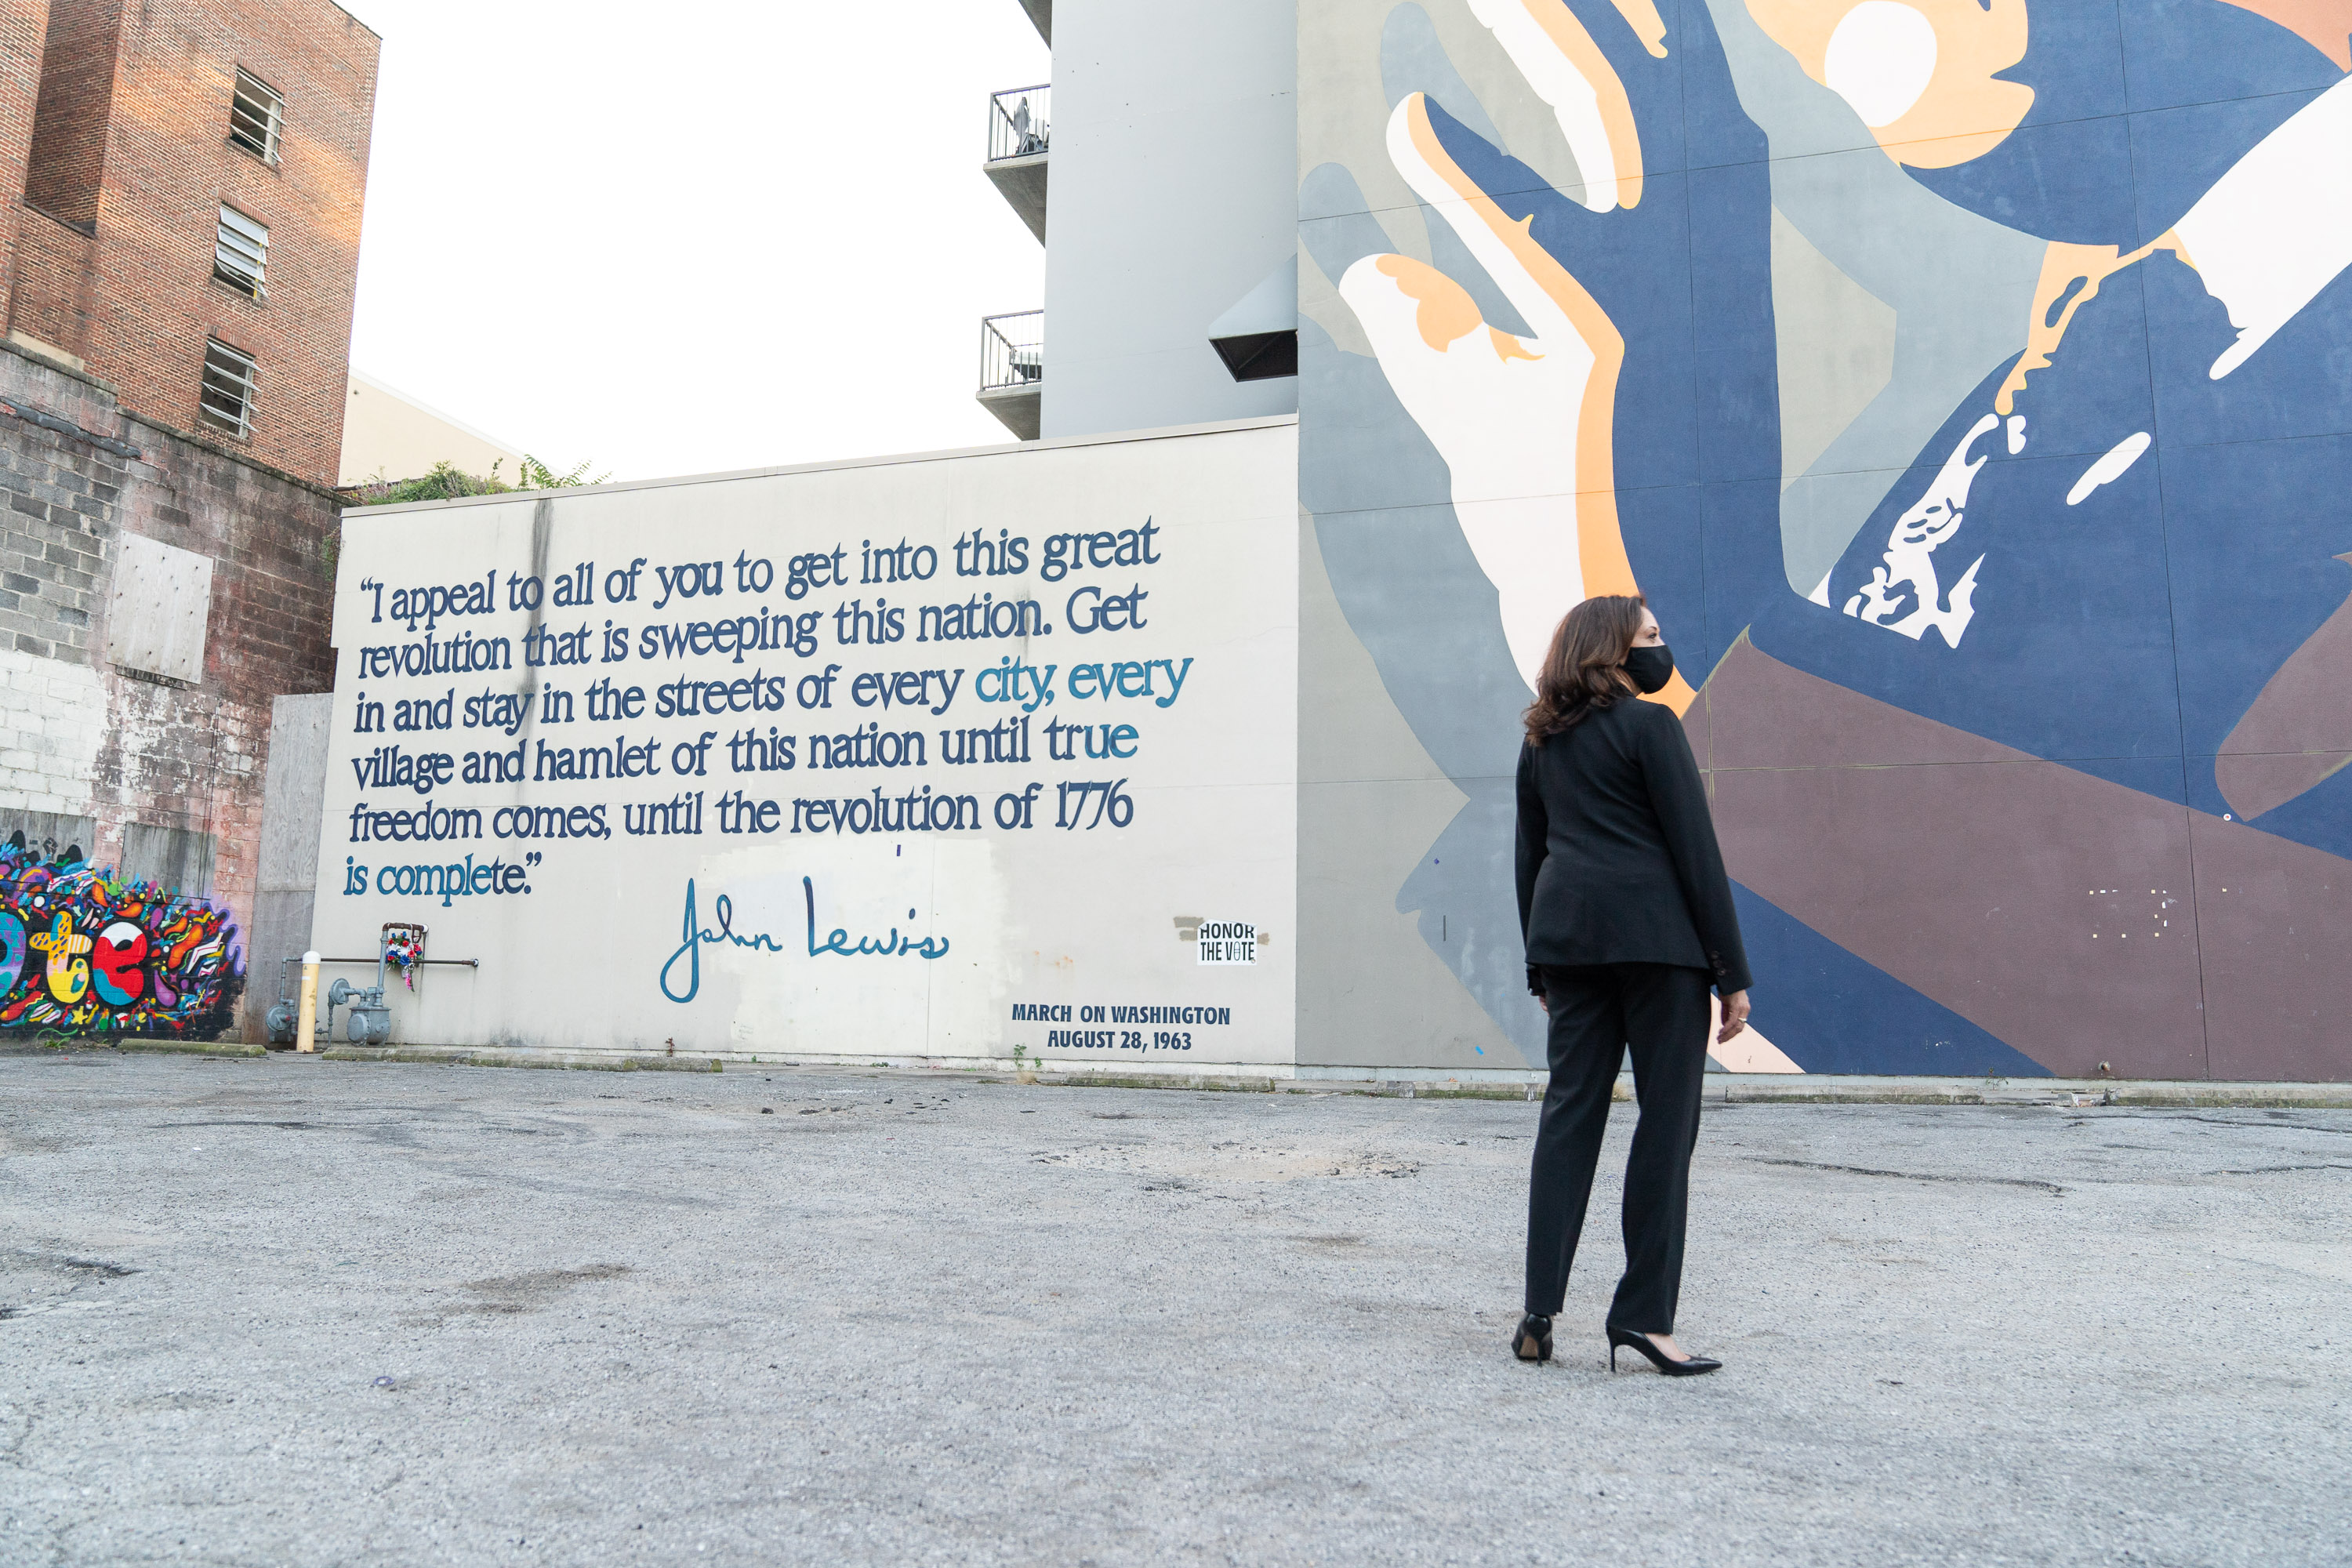 “I appeal to all of you to get into this great
revolution that is sweeping this nation. Get
in and stay in the streets of every city, every
village and hamlet of this nation until true
freedom comes, until the revolution of 1776
is complete.”
John Lewis
HONOR
THE VOTE
MARCH ON WASHINGTON
AUGUST 28, 1963